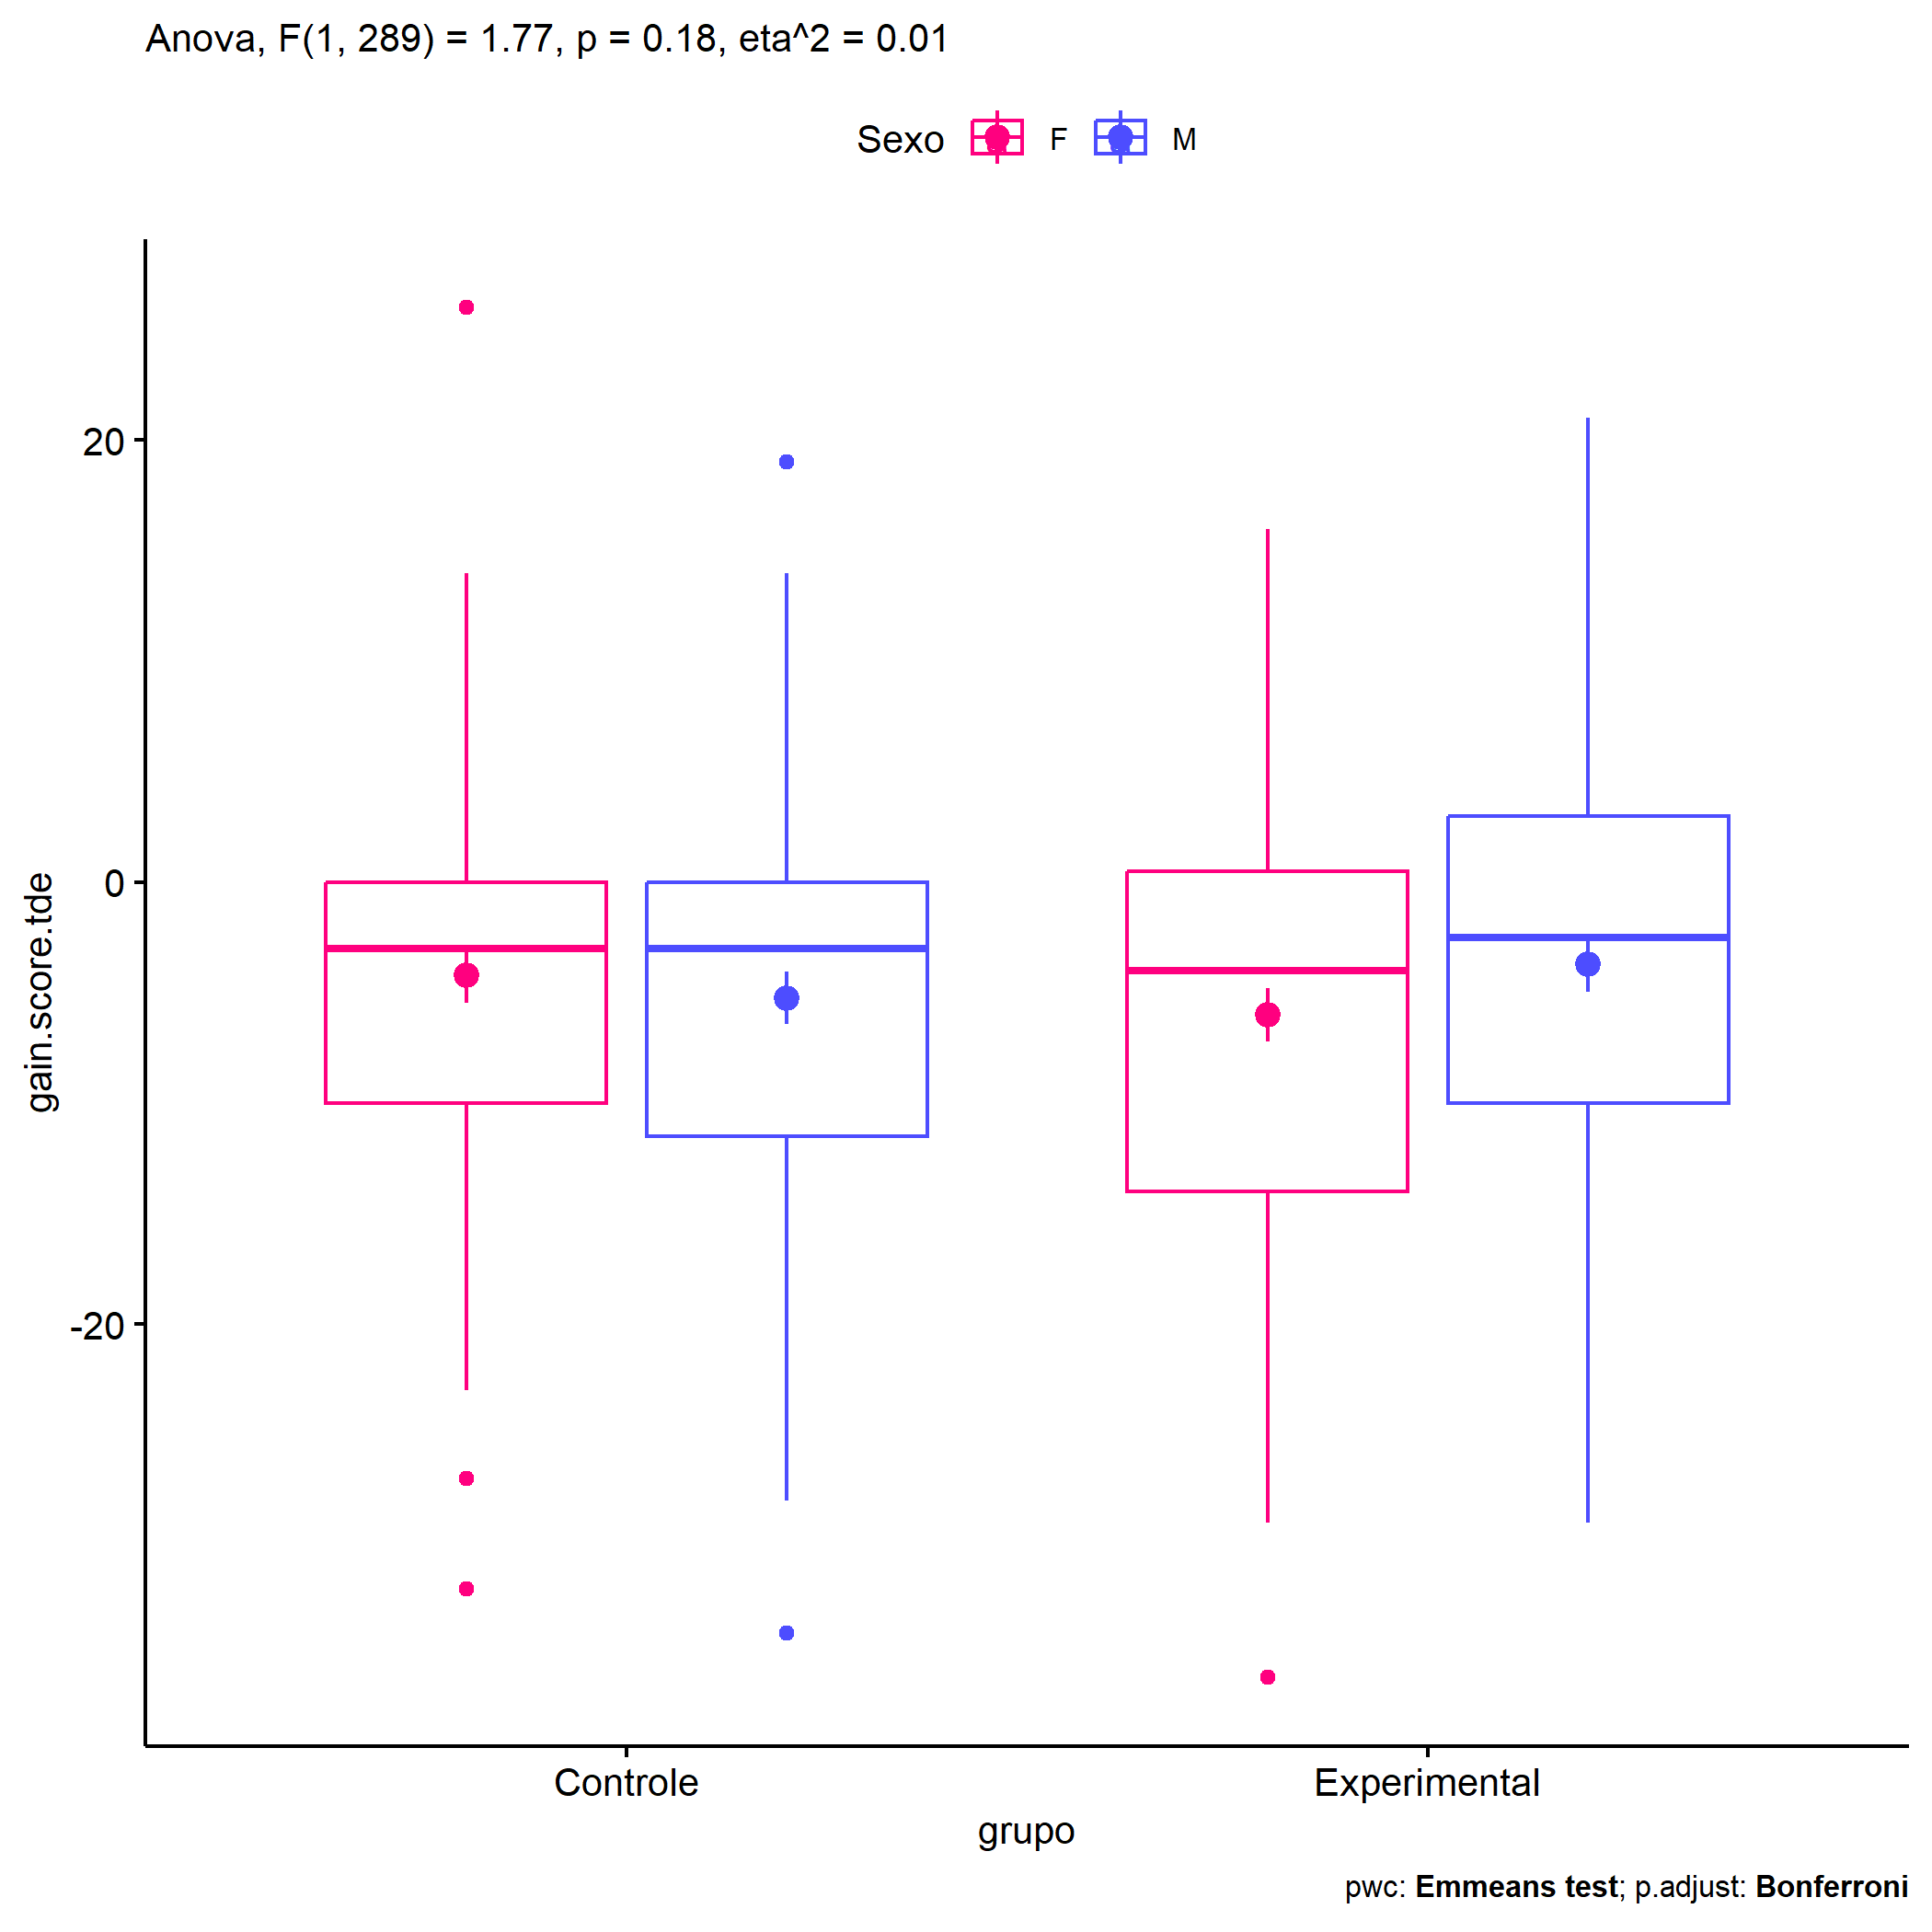 Anova, F(1, 289) = 1.77, p = 0.18, eta^2 = 0.01
Sexo F M
20
0
-20
gain.score.tde
Controle Experimental
grupo
pwc: Emmeans test; p.adjust: Bonferroni